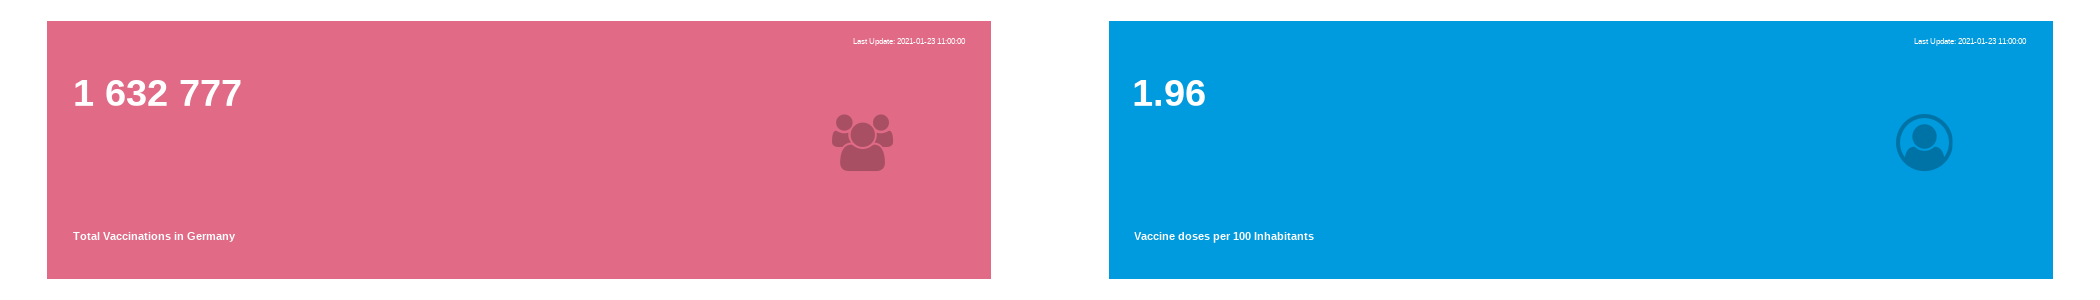 Last Update: 2021-01-23 11:00:00
1 632 777
Total Vaccinations in Germany
Last Update: 2021-01-23 11:00:00
1.96
Vaccine doses per 100 Inhabitants